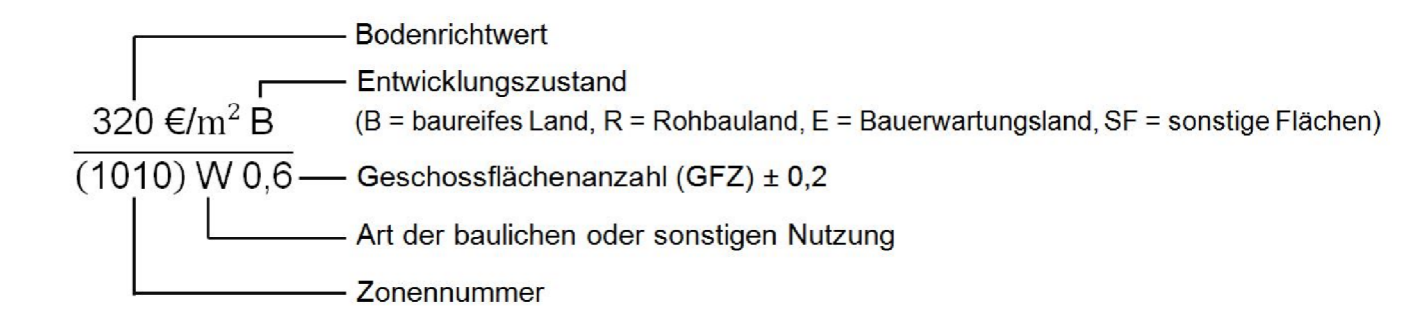 Bodenrichtwert
Entwicklungszustand
320 €/m² B
(B = baureifes Land, R = Rohbauland, E = Bauerwartungsland, SF = sonstige Flächen)
(1010) W 0,6
Geschossflächenanzahl (GFZ) ± 0,2
Art der baulichen oder sonstigen Nutzung
Zonennummer